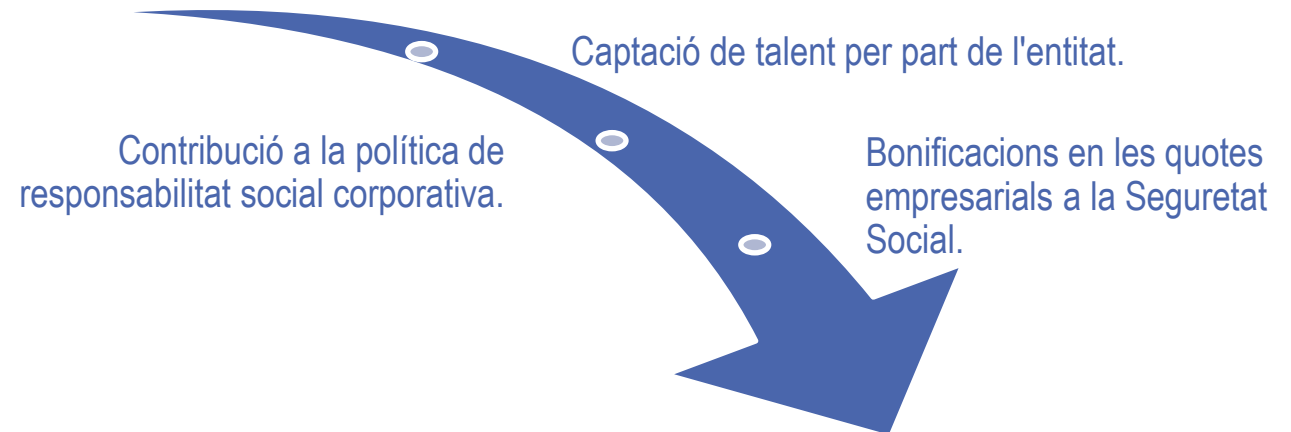 Captació de talent per part de l'entitat.
Contribució a la política de
responsabilitat social corporativa.
Bonificacions en les quotes
empresarials a la Seguretat
Social.